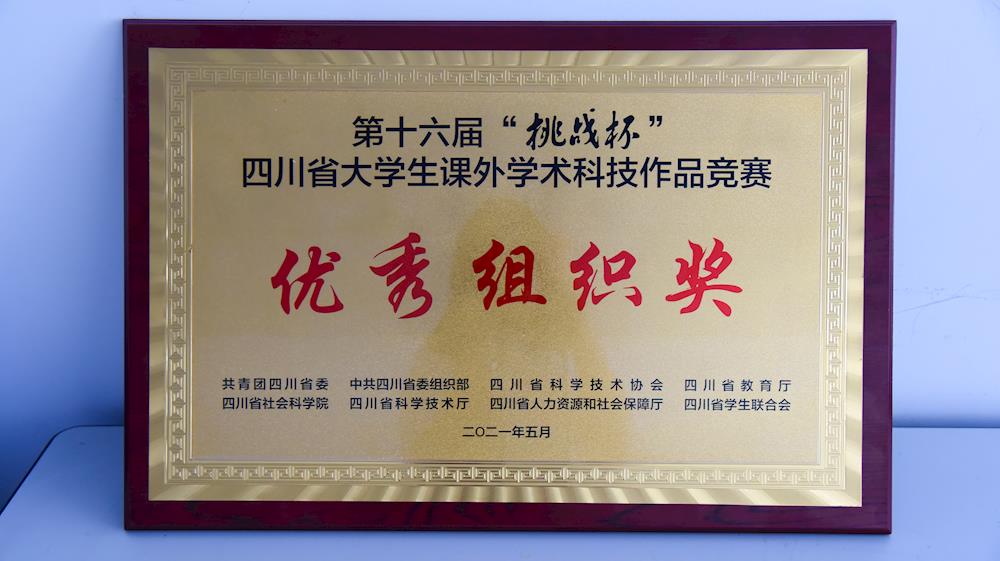 第十六届“挑战杯”
四川省大学生课外学术科技作品竞赛
优秀组织奖
共青团四川省委 中共四川省委组织部 四川省科学技术协会 四川省教育厅
四川省社会科学院 四川省科学技术厅 四川省人力资源和社会保障厅 四川省学生联合会
二〇二一年五月